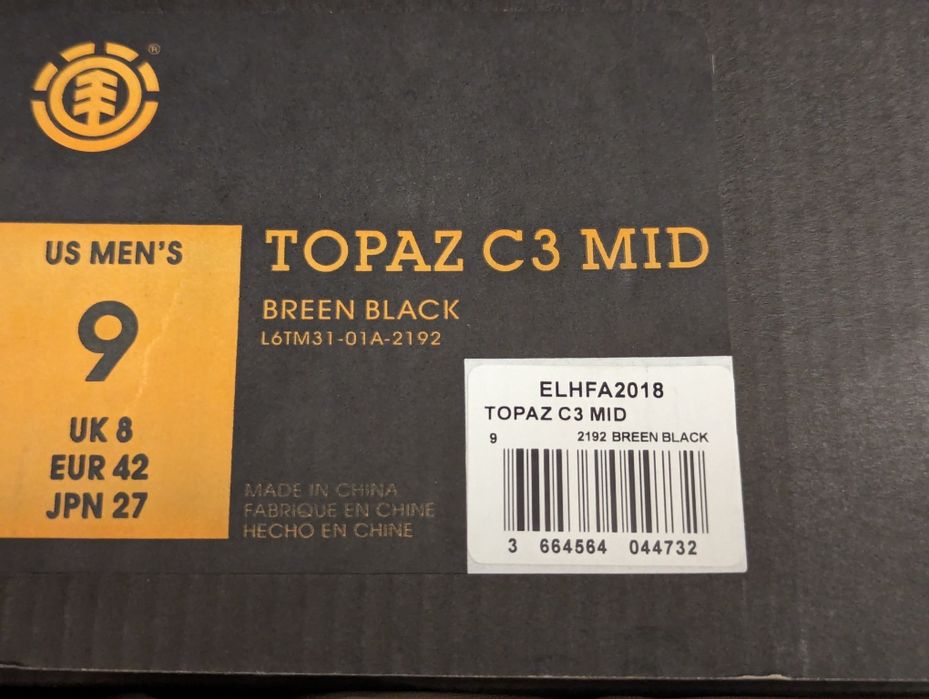 ®
US MEN'S
9
UK 8
EUR 42
JPN 27
TOPAZ C3 MID
BREEN BLACK
L6TM31-01A-2192
MADE IN CHINA
FABRIQUE EN CHINE
HECHO EN CHINE
ELHFA2018
TOPAZ C3 MID
9 2192 BREEN BLACK
3 664564 044732